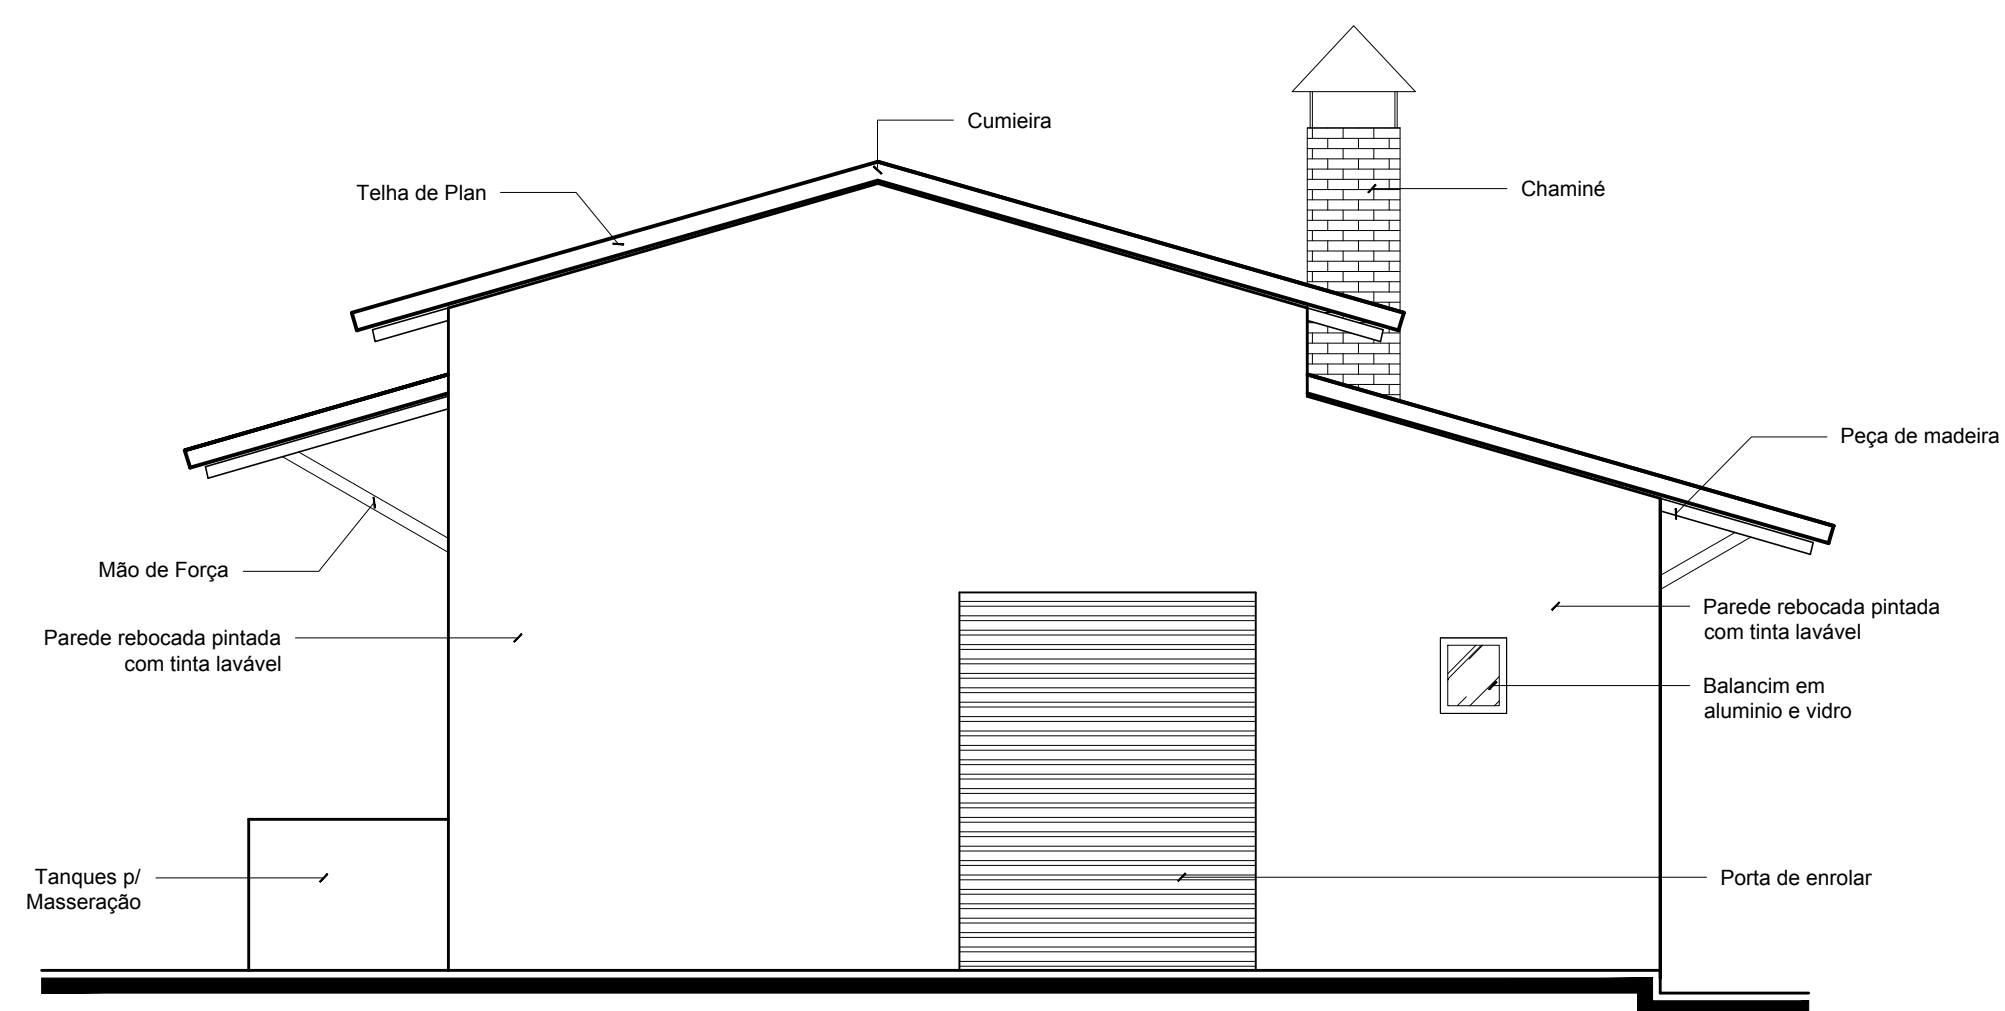 Cumieira
Telha de Plan
Chaminé
Peça de madeira
Mão de Força
Parede rebocada pintada
com tinta lavável
Parede rebocada pintada
com tinta lavável
Balancim em
aluminio e vidro
Tanques p/
Masseração
Porta de enrolar